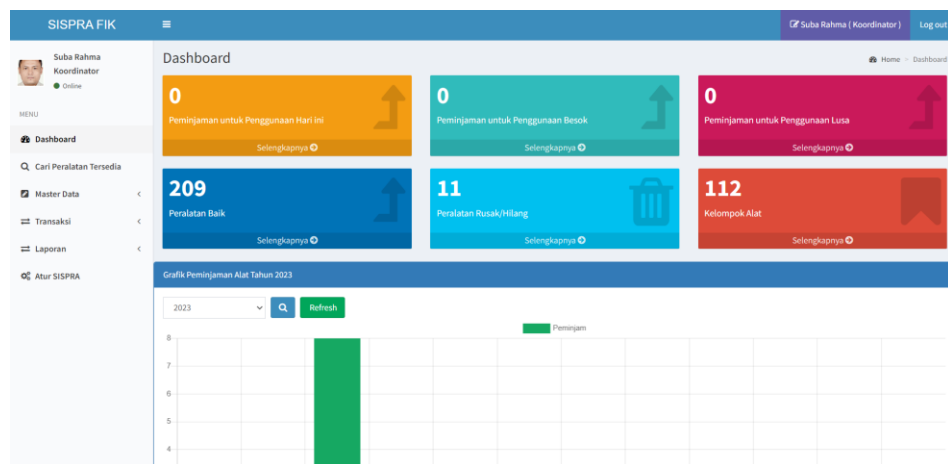 SISPRA FIK
Suba Rahma ( Koordinator )
Log out
Suba Rahma
Koordinator
Online
MENU
Dashboard
Cari Peralatan Tersedia
Master Data
Transaksi
Laporan
Atur SISPRA
Dashboard
Home > Dashboard
0
Peminjaman untuk Penggunaan Hari ini
Selengkapnya
0
Peminjaman untuk Penggunaan Besok
Selengkapnya
0
Peminjaman untuk Penggunaan Lusa
Selengkapnya
209
Peralatan Baik
Selengkapnya
11
Peralatan Rusak/Hilang
Selengkapnya
112
Kelompok Alat
Selengkapnya
Grafik Peminjaman Alat Tahun 2023
2023
Refresh
Peminjam
8
7
6
5
4